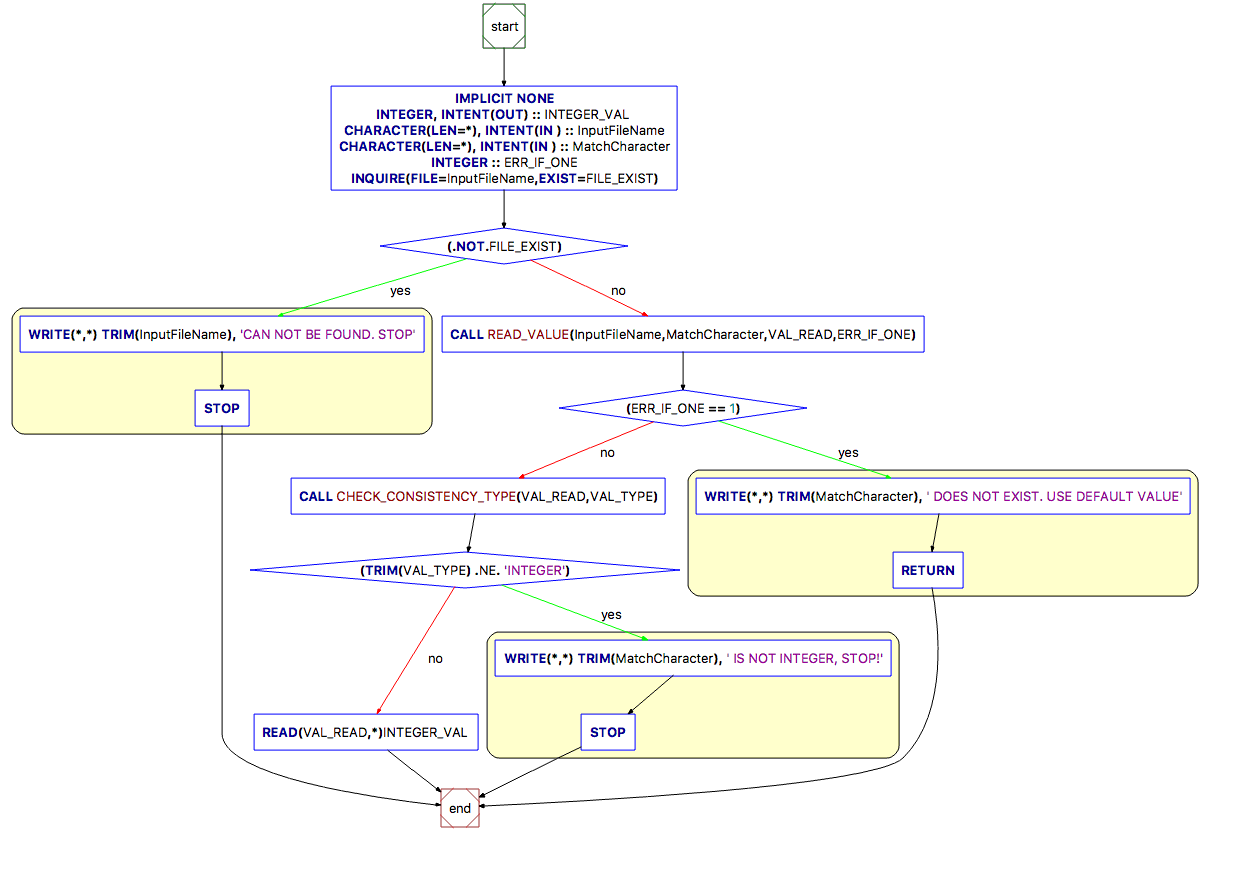 start
IMPLICIT NONE
INTEGER, INTENT(OUT) :: INTEGER_VAL
CHARACTER(LEN=*), INTENT(IN ) :: InputFileName
CHARACTER(LEN=*), INTENT(IN ) :: MatchCharacter
INTEGER :: ERR_IF_ONE
INQUIRE(FILE=InputFileName,EXIST=FILE_EXIST)
(.NOT.FILE_EXIST)
yes
no
WRITE(*,*) TRIM(InputFileName), 'CAN NOT BE FOUND. STOP'
CALL READ_VALUE(InputFileName,MatchCharacter,VAL_READ,ERR_IF_ONE)
STOP
(ERR_IF_ONE == 1)
no
yes
CALL CHECK_CONSISTENCY_TYPE(VAL_READ,VAL_TYPE)
WRITE(*,*) TRIM(MatchCharacter), ' DOES NOT EXIST. USE DEFAULT VALUE'
(TRIM(VAL_TYPE) .NE. 'INTEGER')
RETURN
yes
no
WRITE(*,*) TRIM(MatchCharacter), ' IS NOT INTEGER, STOP!'
READ(VAL_READ,*)INTEGER_VAL
STOP
end